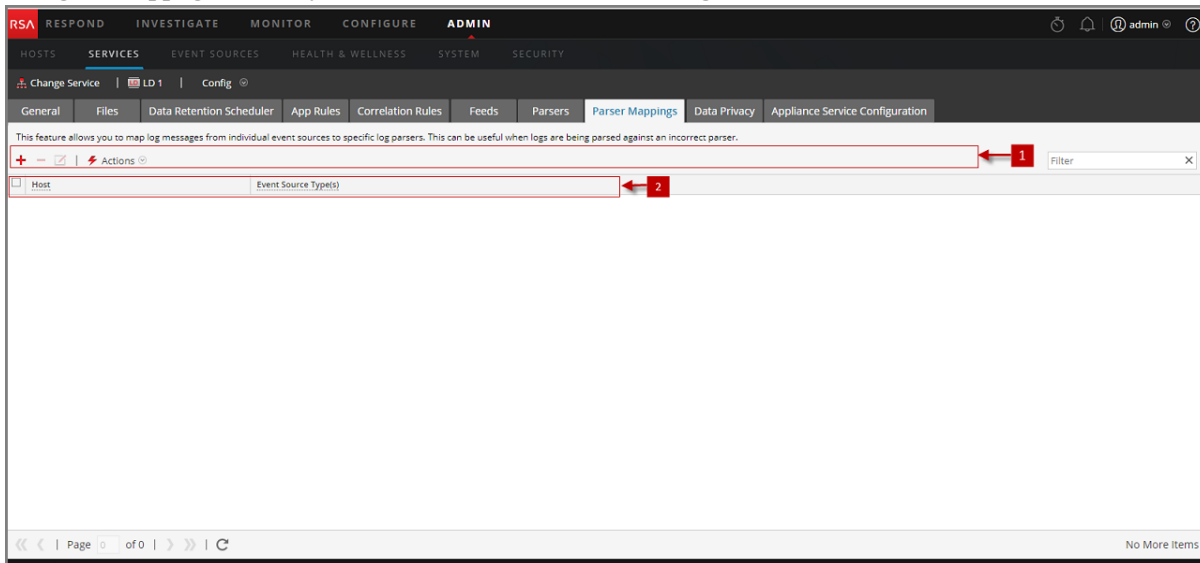 RSA RESPOND INVESTIGATE MONITOR CONFIGURE ADMIN admin ?
HOSTS SERVICES EVENT SOURCES HEALTH & WELLNESS SYSTEM SECURITY
Change Service | LD 1 | Config
General Files Data Retention Scheduler App Rules Correlation Rules Feeds Parsers Parser Mappings Data Privacy Appliance Service Configuration
This feature allows you to map log messages from individual event sources to specific log parsers. This can be useful when logs are being parsed against an incorrect parser.
+ − | Actions 1 Filter X
Host Event Source Type(s) 2
« ‹ | Page 0 of 0 | › » | No More Items